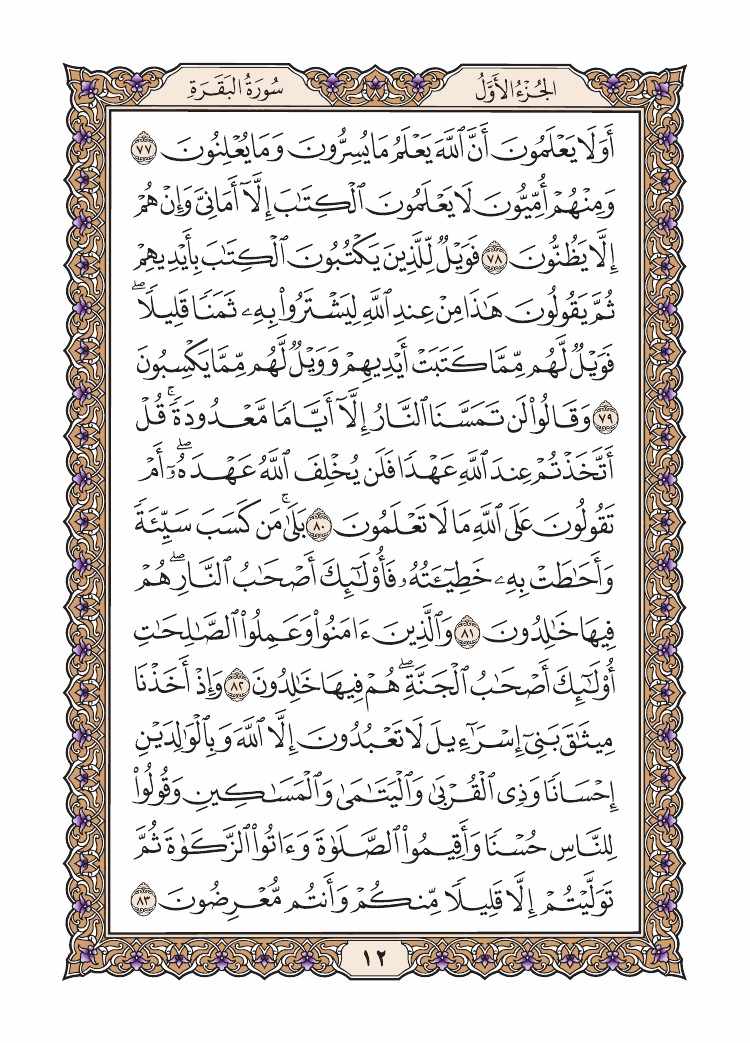 الجُزْءُ الأَوَّلُ
سُورَةُ البَقَرَةِ
أَوَلَا يَعْلَمُونَ أَنَّ ٱللَّهَ يَعْلَمُ مَا يُسِرُّونَ وَمَا يُعْلِنُونَ ٧٧
وَمِنْهُمْ أُمِّيُّونَ لَا يَعْلَمُونَ ٱلْكِتَٰبَ إِلَّآ أَمَانِىَّ وَإِنْ هُمْ
إِلَّا يَظُنُّونَ ٧٨ فَوَيْلٌ لِّلَّذِينَ يَكْتُبُونَ ٱلْكِتَٰبَ بِأَيْدِيهِمْ
ثُمَّ يَقُولُونَ هَٰذَا مِنْ عِندِ ٱللَّهِ لِيَشْتَرُوا۟ بِهِۦ ثَمَنًا قَلِيلًا ۖ
فَوَيْلٌ لَّهُم مِّمَّا كَتَبَتْ أَيْدِيهِمْ وَوَيْلٌ لَّهُم مِّمَّا يَكْسِبُونَ
٧٩ وَقَالُوا۟ لَن تَمَسَّنَا ٱلنَّارُ إِلَّآ أَيَّامًا مَّعْدُودَةً ۚ قُلْ
أَتَّخَذْتُمْ عِندَ ٱللَّهِ عَهْدًا فَلَن يُخْلِفَ ٱللَّهُ عَهْدَهُۥٓ ۖ أَمْ
تَقُولُونَ عَلَى ٱللَّهِ مَا لَا تَعْلَمُونَ ٨٠ بَلَىٰ ۚ مَن كَسَبَ سَيِّئَةً
وَأَحَٰطَتْ بِهِۦ خَطِيٓـَٔتُهُۥ فَأُو۟لَٰٓئِكَ أَصْحَٰبُ ٱلنَّارِ ۖ هُمْ
فِيهَا خَٰلِدُونَ ٨١ وَٱلَّذِينَ ءَامَنُوا۟ وَعَمِلُوا۟ ٱلصَّٰلِحَٰتِ
أُو۟لَٰٓئِكَ أَصْحَٰبُ ٱلْجَنَّةِ ۖ هُمْ فِيهَا خَٰلِدُونَ ٨٢ وَإِذْ أَخَذْنَا
مِيثَٰقَ بَنِىٓ إِسْرَٰٓءِيلَ لَا تَعْبُدُونَ إِلَّا ٱللَّهَ وَبِٱلْوَٰلِدَيْنِ
إِحْسَانًا وَذِى ٱلْقُرْبَىٰ وَٱلْيَتَٰمَىٰ وَٱلْمَسَٰكِينِ وَقُولُوا۟
لِلنَّاسِ حُسْنًا وَأَقِيمُوا۟ ٱلصَّلَوٰةَ وَءَاتُوا۟ ٱلزَّكَوٰةَ ثُمَّ
تَوَلَّيْتُمْ إِلَّا قَلِيلًا مِّنكُمْ وَأَنتُم مُّعْرِضُونَ ٨٣
١٢